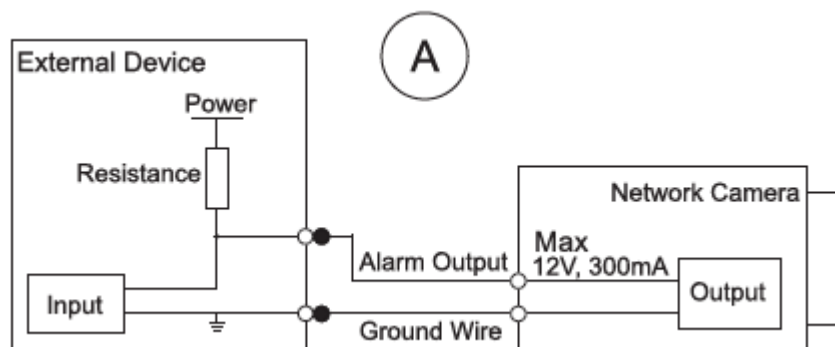 A
External Device
Power
Resistance
Network Camera
Max
12V, 300mA
Alarm Output
Output
Input
Ground Wire